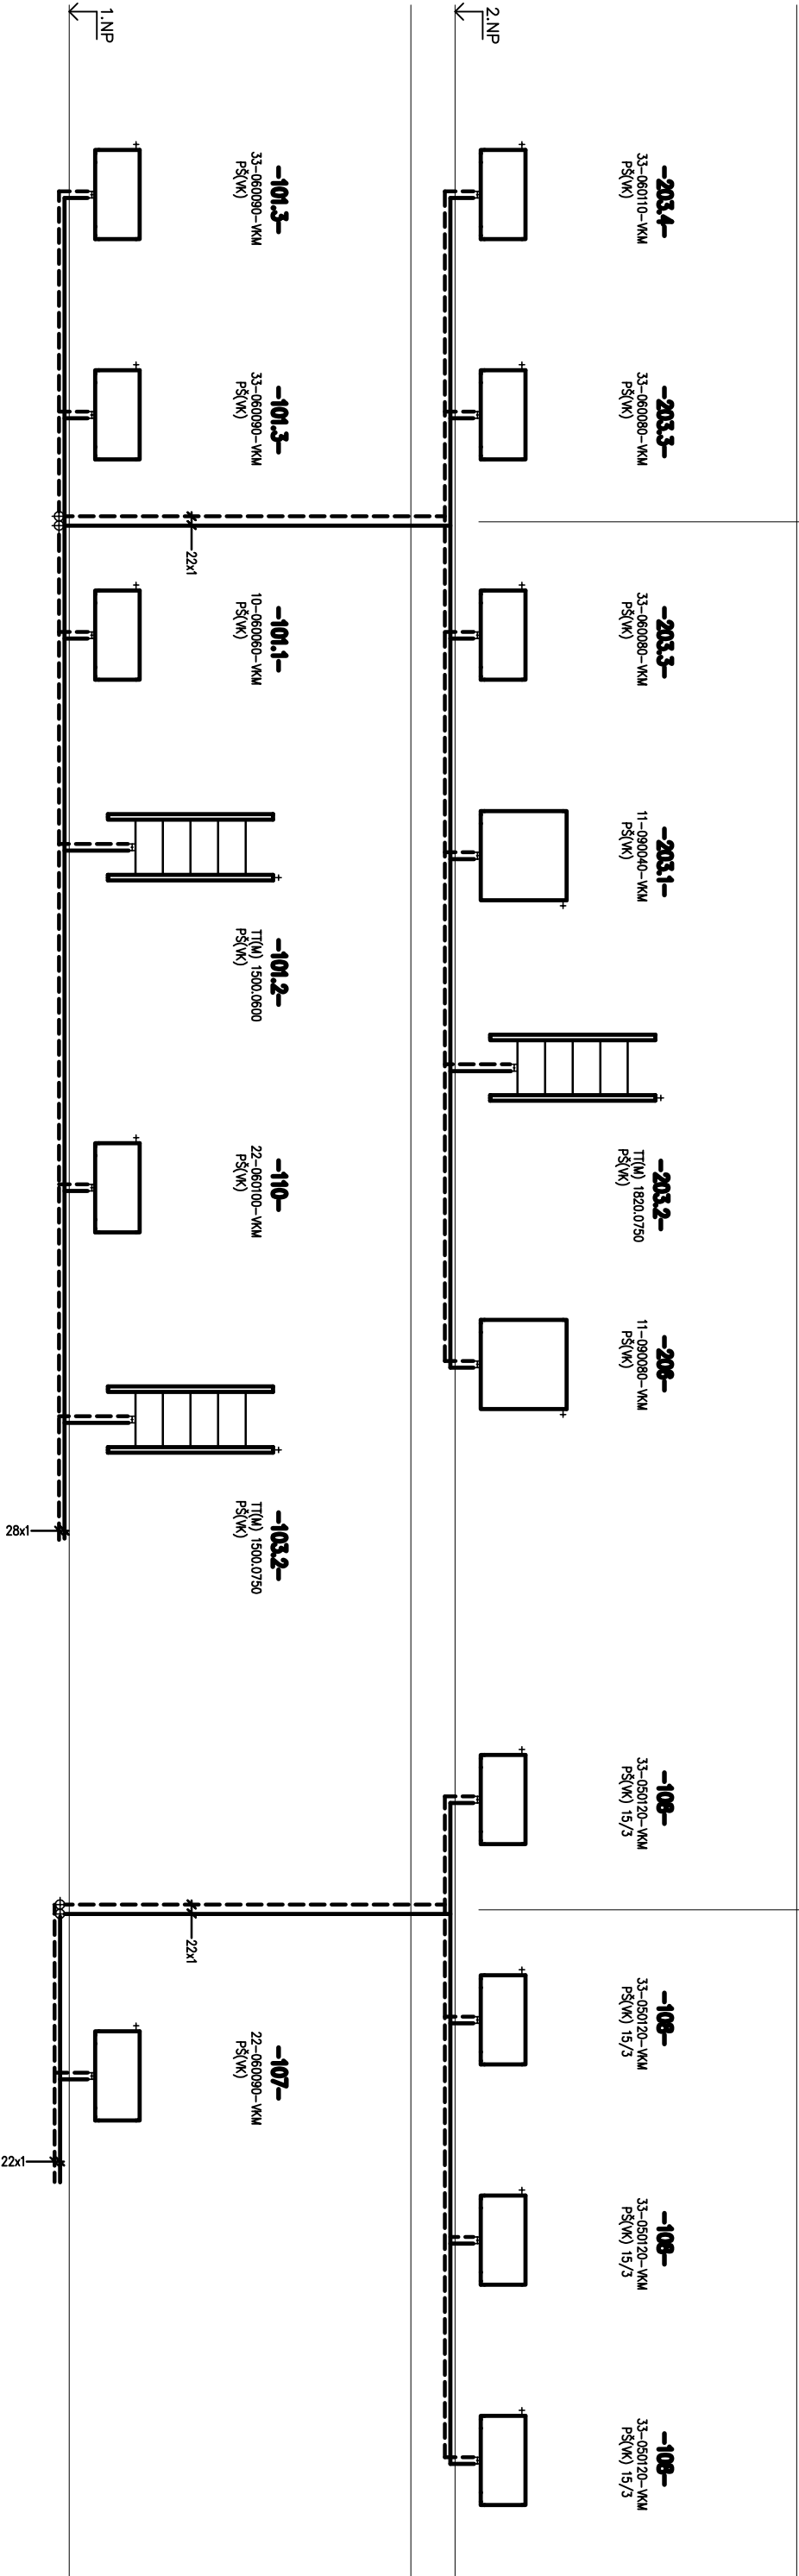 2.NP
-203.4-
33-060110-VKM
PŠ(VK)
-203.3-
33-060080-VKM
PŠ(VK)
-203.3-
33-060080-VKM
PŠ(VK)
-203.1-
11-090040-VKM
PŠ(VK)
-203.2-
TT(M) 1820.0750
PŠ(VK)
-206-
11-090080-VKM
PŠ(VK)
-108-
33-050120-VKM
PŠ(VK) 15/3
-108-
33-050120-VKM
PŠ(VK) 15/3
-108-
33-050120-VKM
PŠ(VK) 15/3
-108-
33-050120-VKM
PŠ(VK) 15/3
1.NP
-101.3-
33-060090-VKM
PŠ(VK)
-101.3-
33-060090-VKM
PŠ(VK)
22x1
-101.1-
10-060060-VKM
PŠ(VK)
-101.2-
TT(M) 1500.0600
PŠ(VK)
-110-
22-060100-VKM
PŠ(VK)
-103.2-
TT(M) 1500.0750
PŠ(VK)
28x1
22x1
-107-
22-060090-VKM
PŠ(VK)
22x1